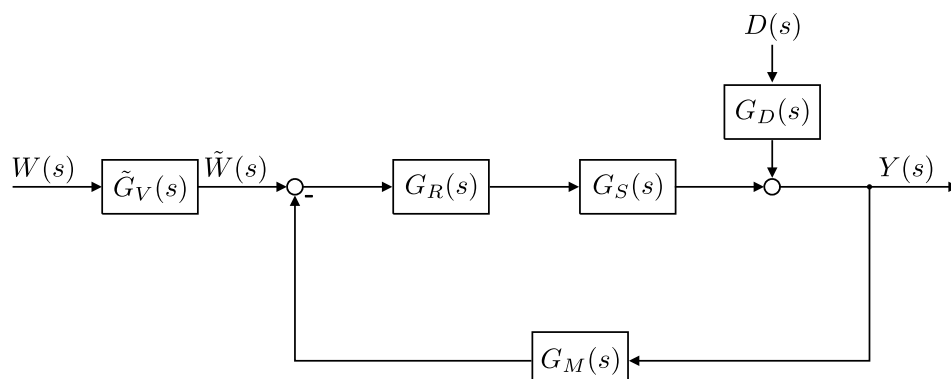 D(s)
G_D(s)
W(s)
G̃_V(s)
W̃(s)
-
G_R(s)
G_S(s)
Y(s)
G_M(s)